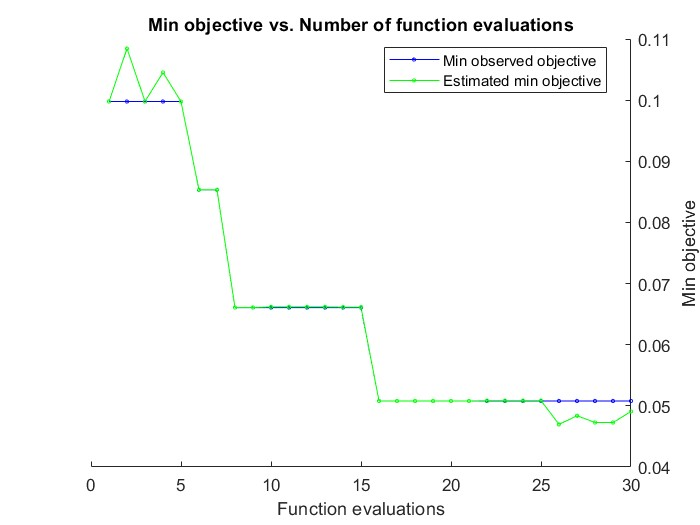 Min objective vs. Number of function evaluations
Min observed objective
Estimated min objective
0.11
0.1
0.09
0.08
0.07
0.06
0.05
0.04
Min objective
0 5 10 15 20 25 30
Function evaluations